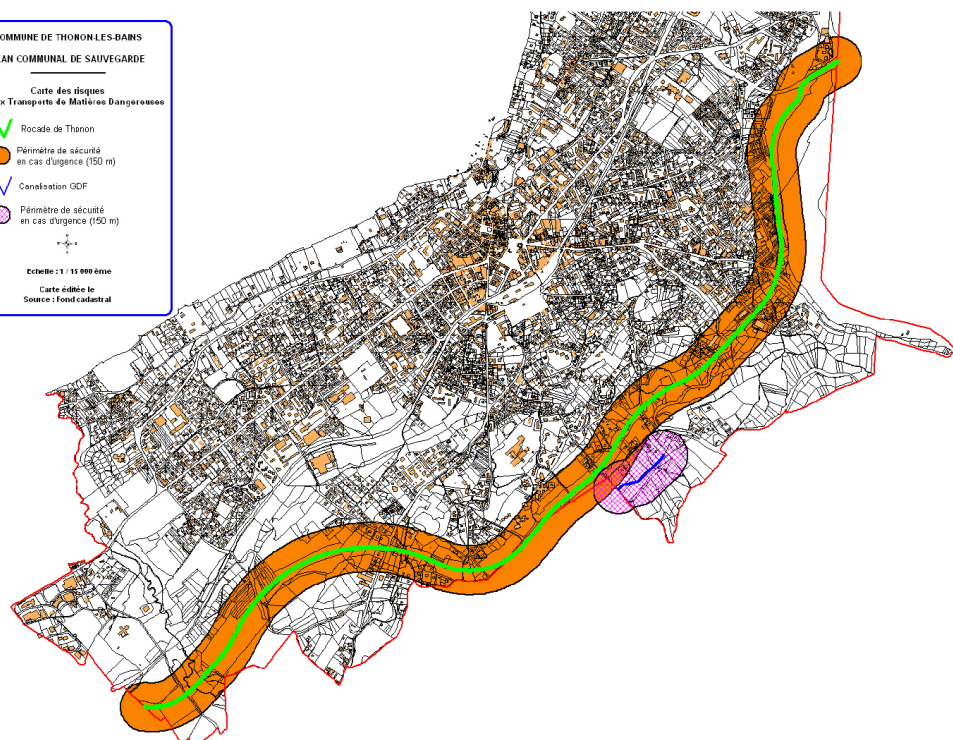 OMMUNE DE THONON-LES-BAINS
AN COMMUNAL DE SAUVEGARDE
Carte des risques
x Transports de Matières Dangereuses
Rocade de Thonon
Périmètre de sécurité
en cas d'urgence (150 m)
Canalisation GDF
Périmètre de sécurité
en cas d'urgence (150 m)
Echelle : 1 / 15 000 ème
Carte éditée le
Source : Fond cadastral